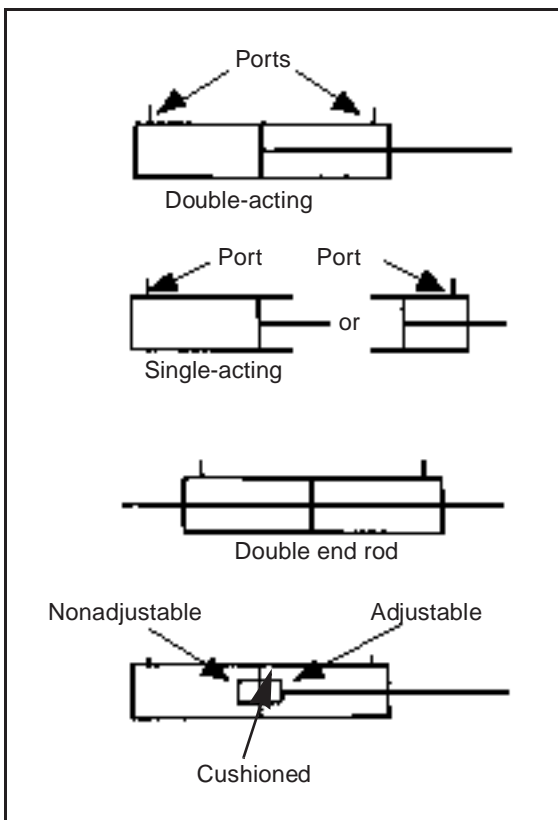 Ports
Double-acting
Port Port
or
Single-acting
Double end rod
Nonadjustable Adjustable
Cushioned